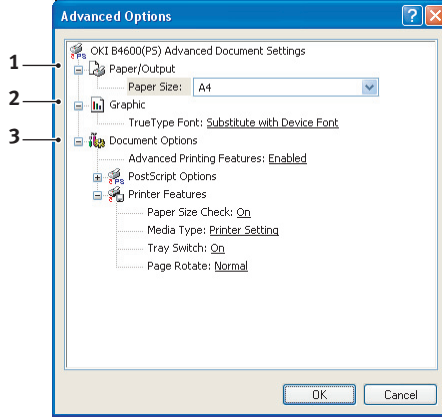 Advanced Options
OKI B4600(PS) Advanced Document Settings
1 Paper/Output
Paper Size: A4
2 Graphic
TrueType Font: Substitute with Device Font
3 Document Options
Advanced Printing Features: Enabled
PostScript Options
Printer Features
Paper Size Check: On
Media Type: Printer Setting
Tray Switch: On
Page Rotate: Normal
OK Cancel